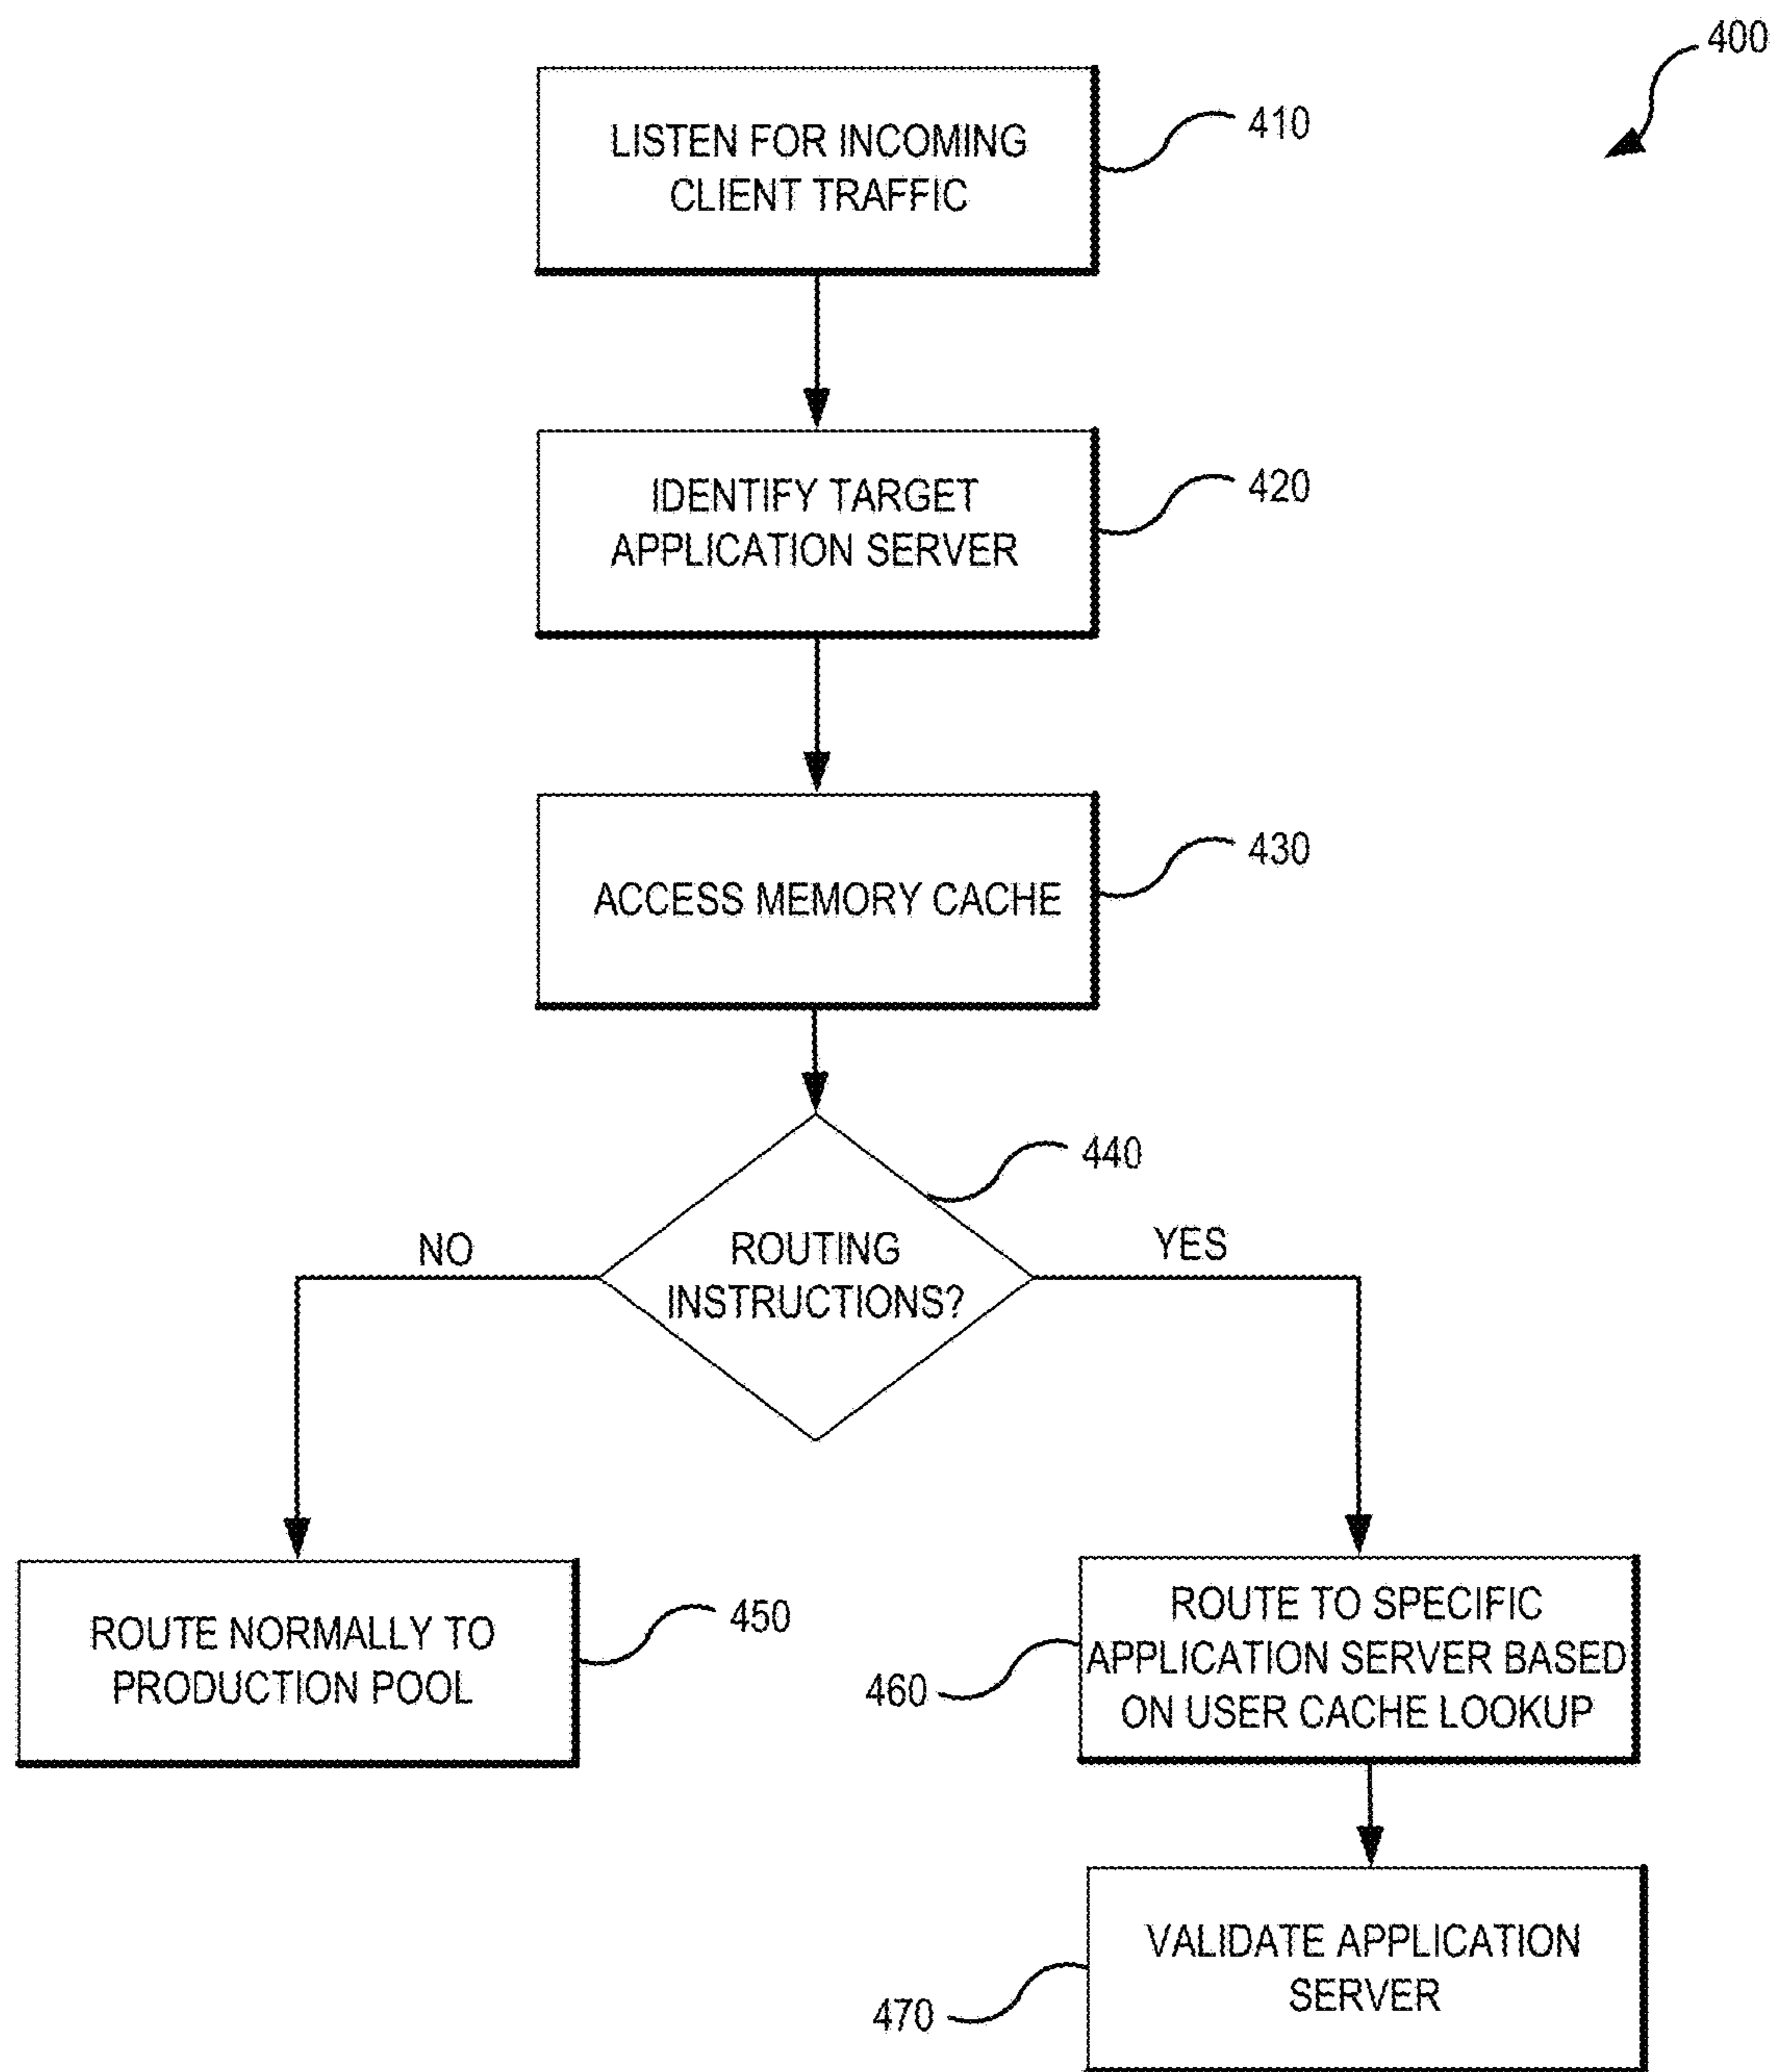 400
LISTEN FOR INCOMING
CLIENT TRAFFIC
410
IDENTIFY TARGET
APPLICATION SERVER
420
ACCESS MEMORY CACHE
430
ROUTING
INSTRUCTIONS?
440
NO
YES
ROUTE NORMALLY TO
PRODUCTION POOL
450
ROUTE TO SPECIFIC
APPLICATION SERVER BASED
ON USER CACHE LOOKUP
460
VALIDATE APPLICATION
SERVER
470